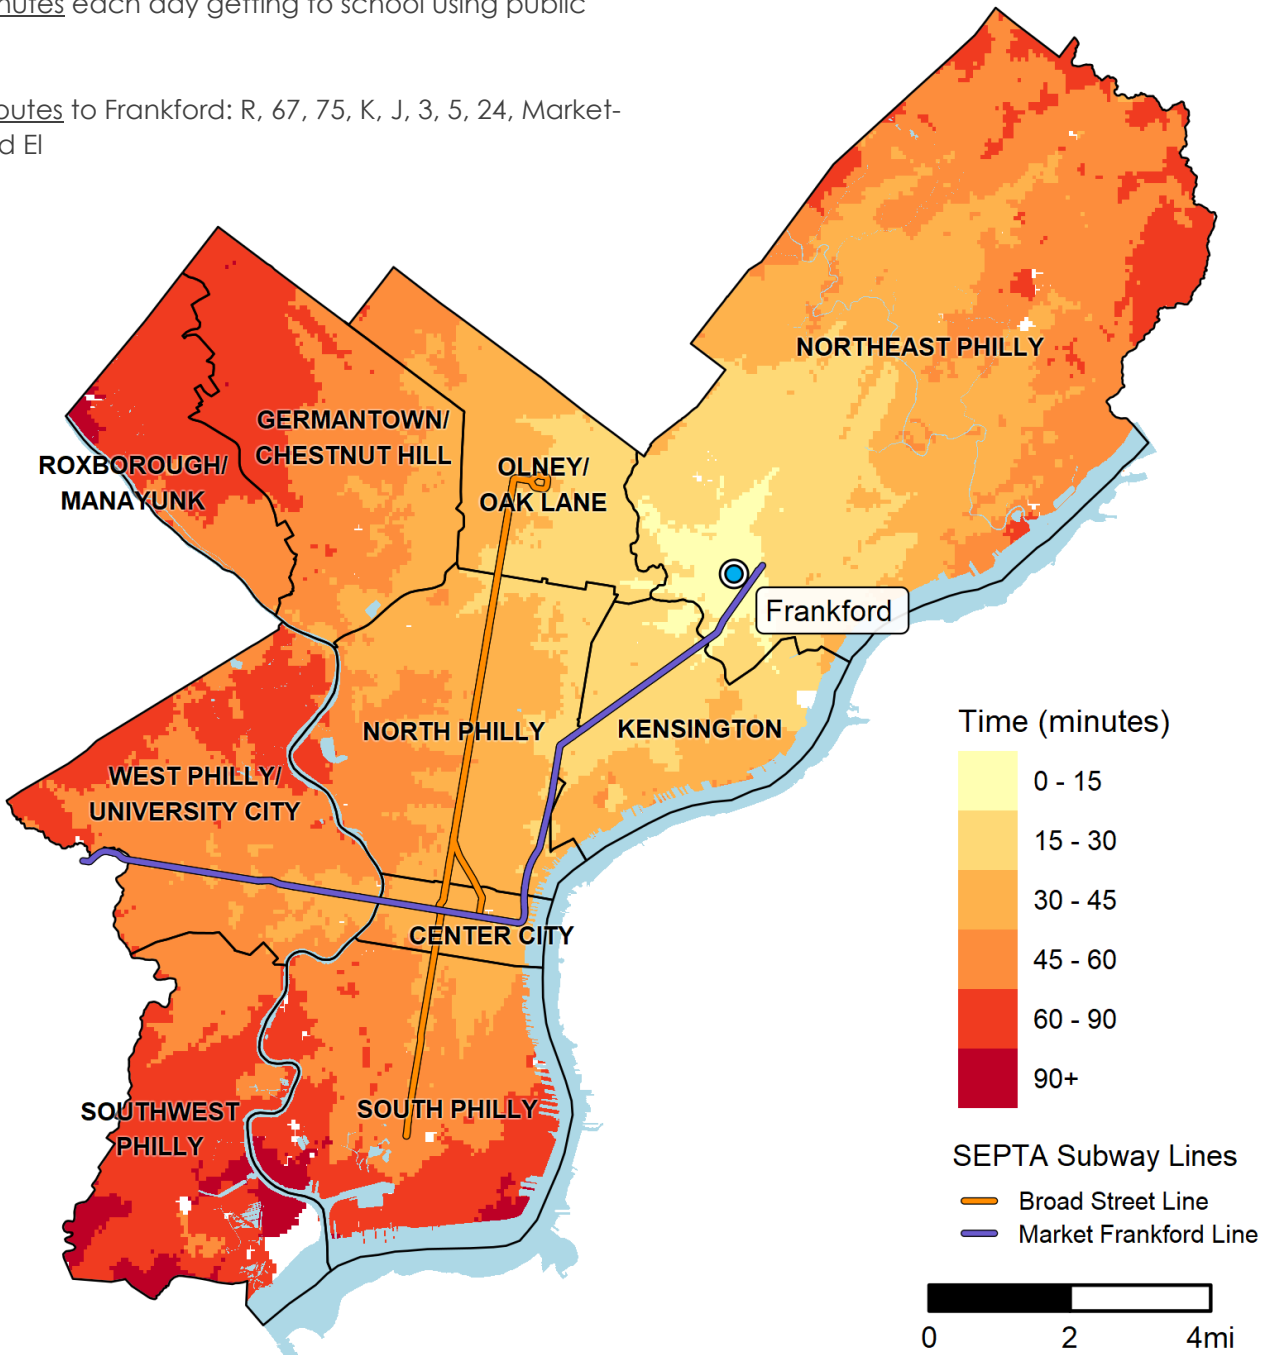 nutes each day getting to school using public
outes to Frankford: R, 67, 75, K, J, 3, 5, 24, Market-
d El
NORTHEAST PHILLY
GERMANTOWN/
CHESTNUT HILL
ROXBOROUGH/
MANAYUNK
OLNEY/
OAK LANE
Frankford
NORTH PHILLY
KENSINGTON
WEST PHILLY/
UNIVERSITY CITY
CENTER CITY
SOUTHWEST
PHILLY
SOUTH PHILLY
Time (minutes)
0 - 15
15 - 30
30 - 45
45 - 60
60 - 90
90+
SEPTA Subway Lines
Broad Street Line
Market Frankford Line
0 2 4mi